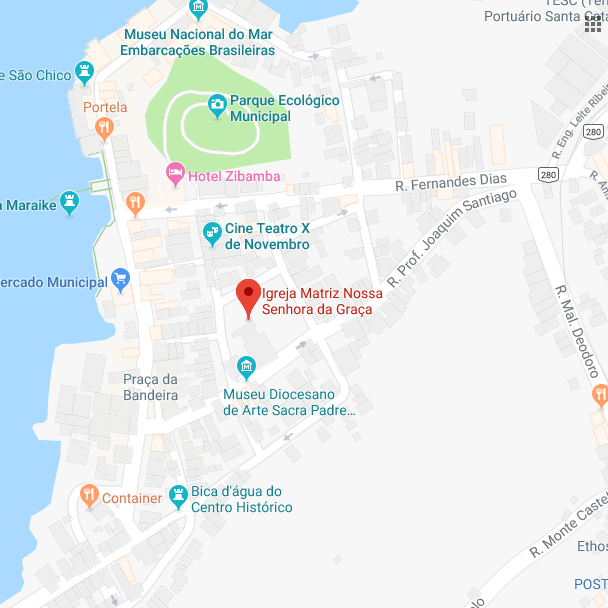 TESC (Ter
Portuário Santa Cat
Museu Nacional do Mar
Embarcações Brasileiras
e São Chico
Portela
Parque Ecológico
Municipal
R. Eng. Leite Ribeir
280
Hotel Zibamba
R. Fernandes Dias
280
a Maraike
R. Prof. Joaquim Santiago
Cine Teatro X
de Novembro
ercado Municipal
Igreja Matriz Nossa
Senhora da Graça
R. Mal. Deodoro
Praça da
Bandeira
Museu Diocesano
de Arte Sacra Padre...
Container
Bica d'água do
Centro Histórico
R. Monte Castel
Ethos
POST
elo